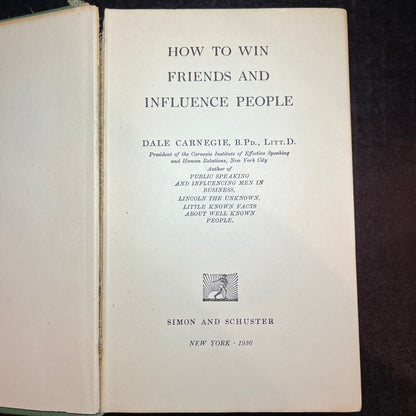 HOW TO WIN
FRIENDS AND
INFLUENCE PEOPLE
DALE CARNEGIE, B.PD., LITT.D.
President of the Carnegie Institute of Effective Speaking
and Human Relations, New York City
Author of
PUBLIC SPEAKING
AND INFLUENCING MEN IN
BUSINESS,
LINCOLN THE UNKNOWN,
LITTLE KNOWN FACTS
ABOUT WELL KNOWN
PEOPLE.
SIMON AND SCHUSTER
NEW YORK · 1936